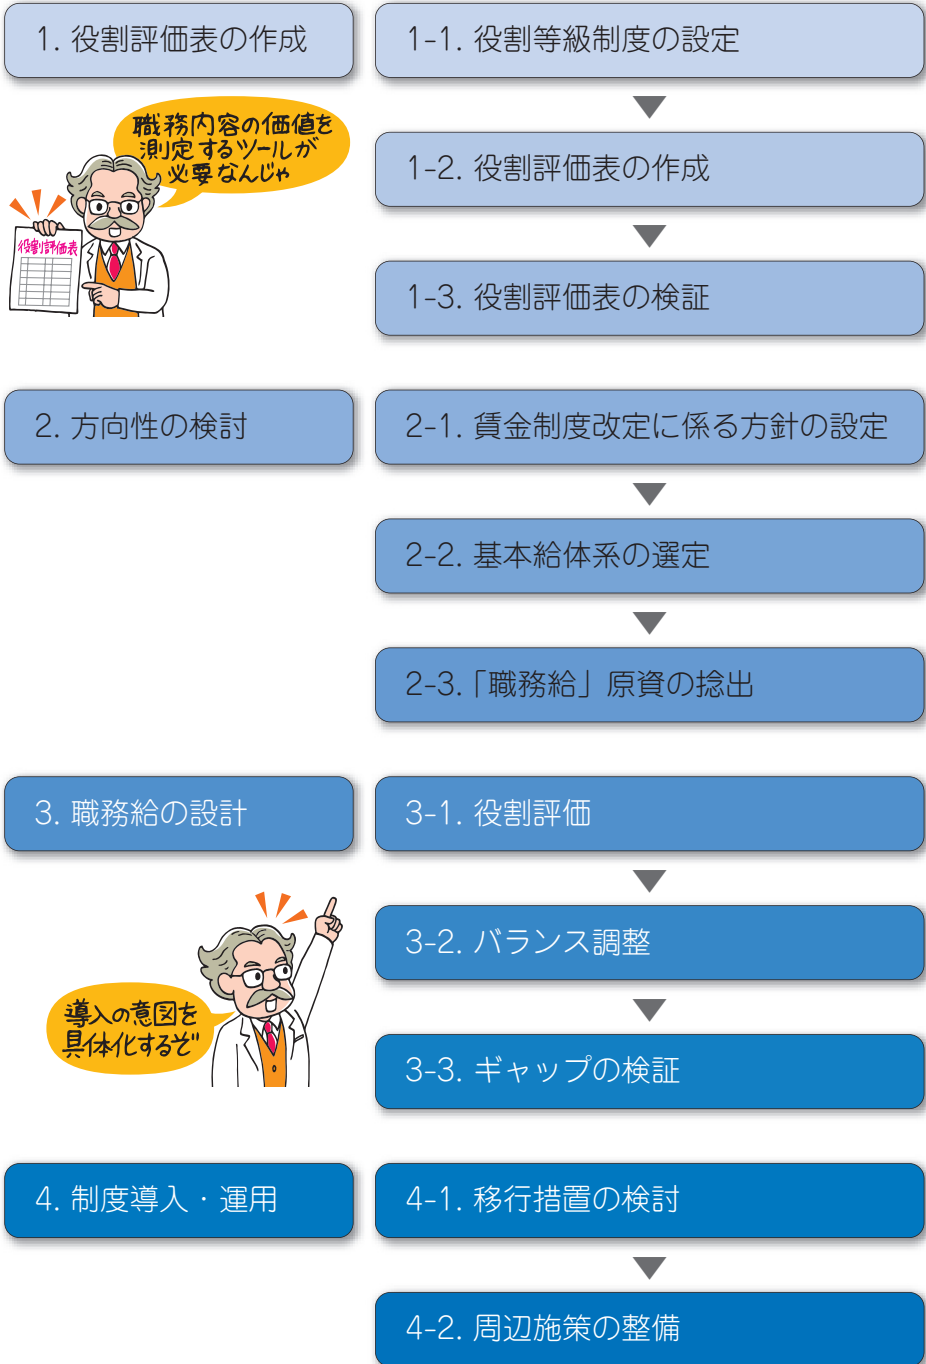 1. 役割評価表の作成
1-1. 役割等級制度の設定
職務内容の価値を
測定するツールが
必要なんじゃ
役割評価表
1-2. 役割評価表の作成
1-3. 役割評価表の検証
2. 方向性の検討
2-1. 賃金制度改定に係る方針の設定
2-2. 基本給体系の選定
2-3.「職務給」原資の捻出
3. 職務給の設計
3-1. 役割評価
3-2. バランス調整
導入の意図を
具体化するぞ
3-3. ギャップの検証
4. 制度導入・運用
4-1. 移行措置の検討
4-2. 周辺施策の整備